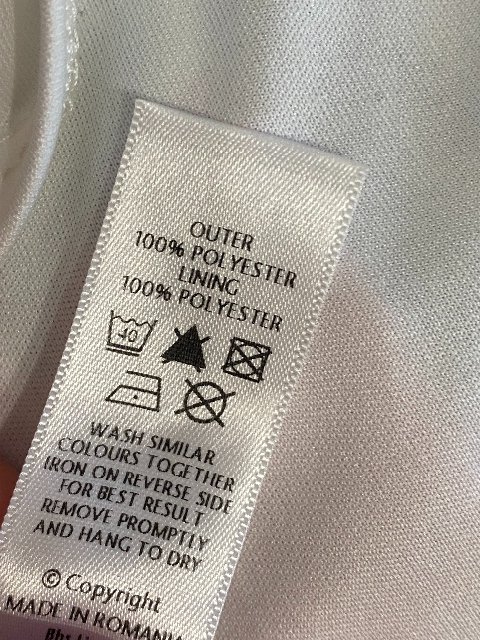 OUTER
100% POLYESTER
LINING
100% POLYESTER
40
WASH SIMILAR
COLOURS TOGETHER
IRON ON REVERSE SIDE
FOR BEST RESULT
REMOVE PROMPTLY
AND HANG TO DRY
© Copyright
MADE IN ROMANIA